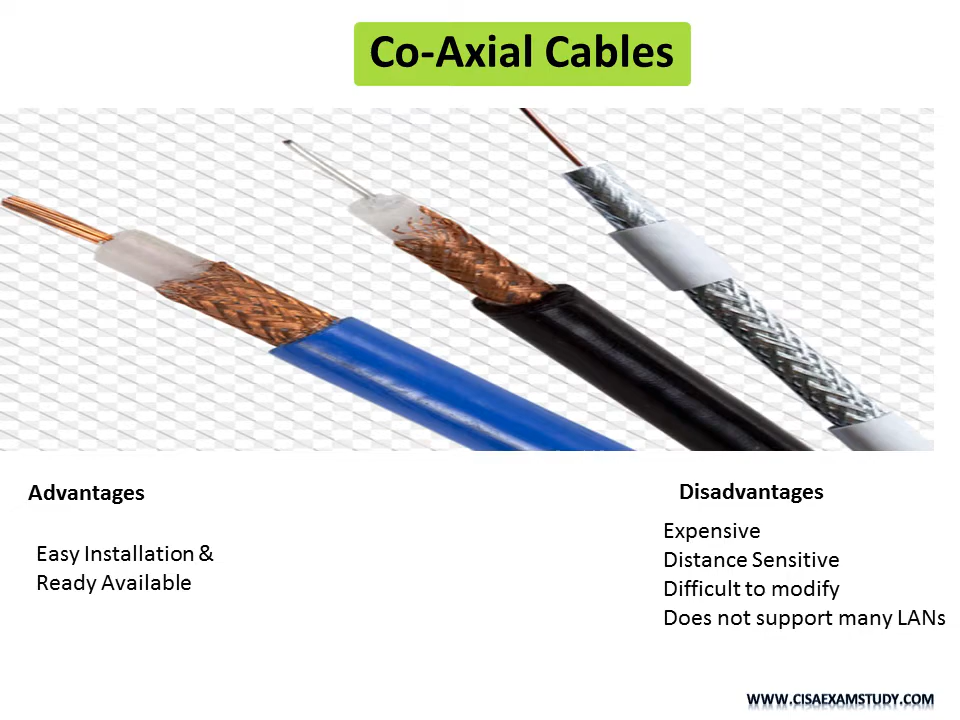 Co-Axial Cables
Advantages
Easy Installation &
Ready Available
Disadvantages
Expensive
Distance Sensitive
Difficult to modify
Does not support many LANs
WWW.CISAEXAMSTUDY.COM